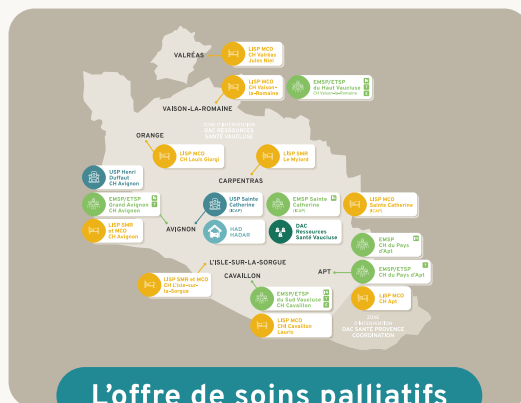 VALRÉAS
LISP MCO
CH Valréas
Jules Niel
LISP MCO
CH Vaison-
la-Romaine
EMSP/ETSP
du Haut Vaucluse
CH Vaison-la-Romaine
VAISON-LA-ROMAINE
DAC RESSOURCES
SANTÉ VAUCLUSE
ORANGE
LISP MCO
CH Louis Giorgi
LISP SMR
Le Mylord
CARPENTRAS
USP Henri
Duffaut
CH Avignon
EMSP/ETSP
Grand Avignon
CH Avignon
LISP SMR
et MCO
CH Avignon
AVIGNON
USP Sainte
Catherine
(ICAP)
EMSP Sainte
Catherine
(ICAP)
LISP MCO
Sainte Catherine
HAD
HADAR
DAC
Ressources
Santé Vaucluse
EMSP
CH du Pays
d'Apt
EMSP/ETSP
CH du Pays d'Apt
APT
LISP MCO
CH Apt
L'ISLE-SUR-LA-SORGUE
LISP SMR et MCO
CH L'Isle-sur-
la-Sorgue
CAVAILLON
EMSP/ETSP
du Sud Vaucluse
CH Cavaillon
LISP MCO
CHI Cavaillon
Lauris
ZONE
D'INTERVENTION
DAC SANTÉ PROVENCE
COORDINATION
L'offre de soins palliatifs